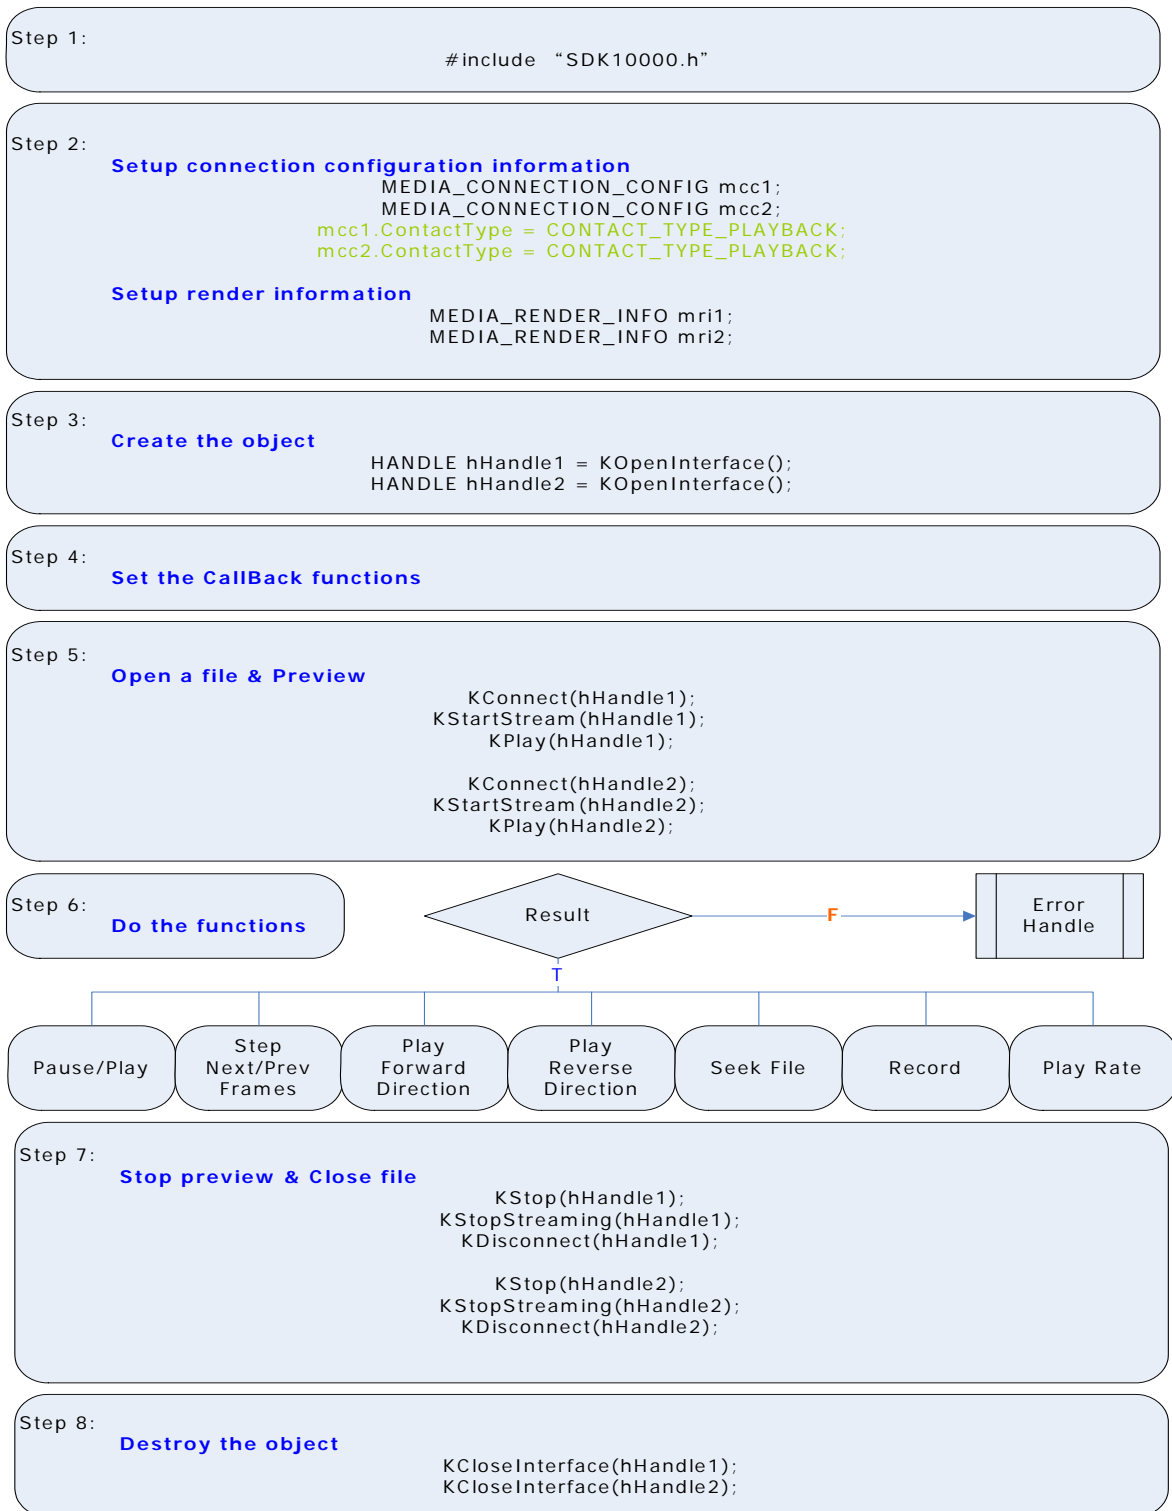 Step 1:
#include “SDK10000.h”
Step 2:
Setup connection configuration information
MEDIA_CONNECTION_CONFIG mcc1;
MEDIA_CONNECTION_CONFIG mcc2;
mcc1.ContactType = CONTACT_TYPE_PLAYBACK;
mcc2.ContactType = CONTACT_TYPE_PLAYBACK;
Setup render information
MEDIA_RENDER_INFO mri1;
MEDIA_RENDER_INFO mri2;
Step 3:
Create the object
HANDLE hHandle1 = KOpenInterface();
HANDLE hHandle2 = KOpenInterface();
Step 4:
Set the CallBack functions
Step 5:
Open a file & Preview
KConnect(hHandle1);
KStartStream(hHandle1);
KPlay(hHandle1);
KConnect(hHandle2);
KStartStream(hHandle2);
KPlay(hHandle2);
Step 6:
Do the functions
Result
F
Error
Handle
T
Pause/Play
Step
Next/Prev
Frames
Play
Forward
Direction
Play
Reverse
Direction
Seek File
Record
Play Rate
Step 7:
Stop preview & Close file
KStop(hHandle1);
KStopStreaming(hHandle1);
KDisconnect(hHandle1);
KStop(hHandle2);
KStopStreaming(hHandle2);
KDisconnect(hHandle2);
Step 8:
Destroy the object
KCloseInterface(hHandle1);
KCloseInterface(hHandle2);